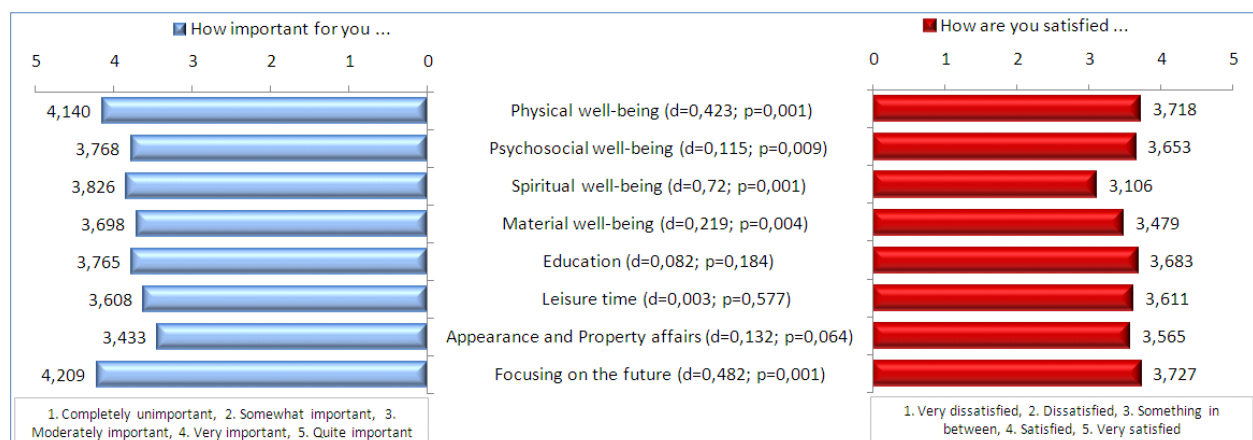 How important for you ...
How are you satisfied ...
5 4 3 2 1 0
0 1 2 3 4 5
4,140 Physical well-being (d=0,423; p=0,001) 3,718
3,768 Psychosocial well-being (d=0,115; p=0,009) 3,653
3,826 Spiritual well-being (d=0,72; p=0,001) 3,106
3,698 Material well-being (d=0,219; p=0,004) 3,479
3,765 Education (d=0,082; p=0,184) 3,683
3,608 Leisure time (d=0,003; p=0,577) 3,611
3,433 Appearance and Property affairs (d=0,132; p=0,064) 3,565
4,209 Focusing on the future (d=0,482; p=0,001) 3,727
1. Completely unimportant, 2. Somewhat important, 3.
Moderately important, 4. Very important, 5. Quite important
1. Very dissatisfied, 2. Dissatisfied, 3. Something in
between, 4. Satisfied, 5. Very satisfied